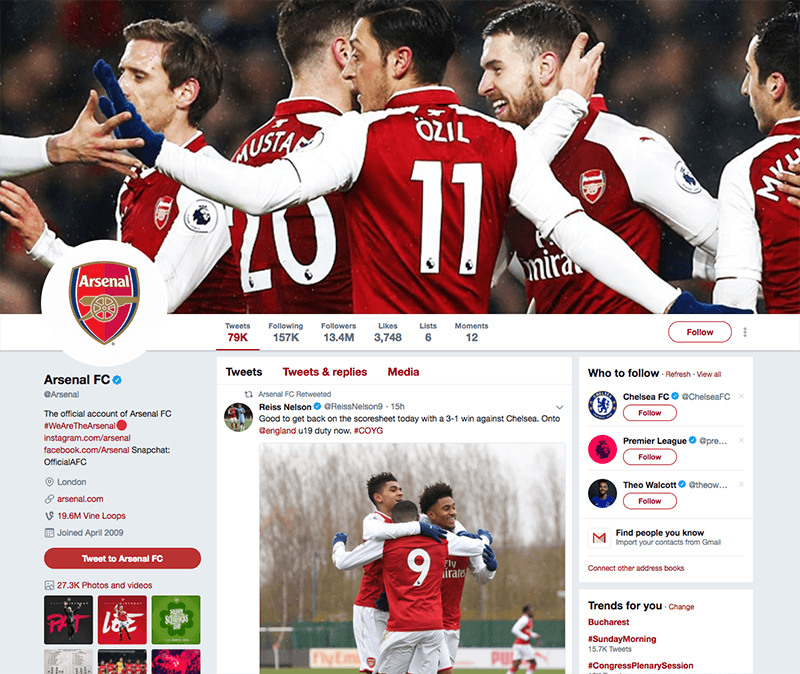 MUSTAF
20
ÖZIL
11
Arsenal
Tweets
79K
Following
157K
Followers
13.4M
Likes
3,748
Lists
6
Moments
12
Follow
Arsenal FC
@Arsenal
The official account of Arsenal FC
#WeAreTheArsenal
instagram.com/arsenal
facebook.com/Arsenal Snapchat:
OfficialAFC
London
arsenal.com
19.6M Vine Loops
Joined April 2009
Tweet to Arsenal FC
27.3K Photos and videos
Tweets Tweets & replies Media
Arsenal FC Retweeted
Reiss Nelson @ReissNelson9 · 15h
Good to get back on the scoresheet today with a 3-1 win against Chelsea. Onto
@england u19 duty now. #COYG
9
Fly
Emirates
Who to follow · Refresh · View all
Chelsea FC @ChelseaFC
Follow
Premier League @pre...
Follow
Theo Walcott @theow...
Follow
Find people you know
Import your contacts from Gmail
Connect other address books
Trends for you · Change
Bucharest
#SundayMorning
15.7K Tweets
#CongressPlenarySession